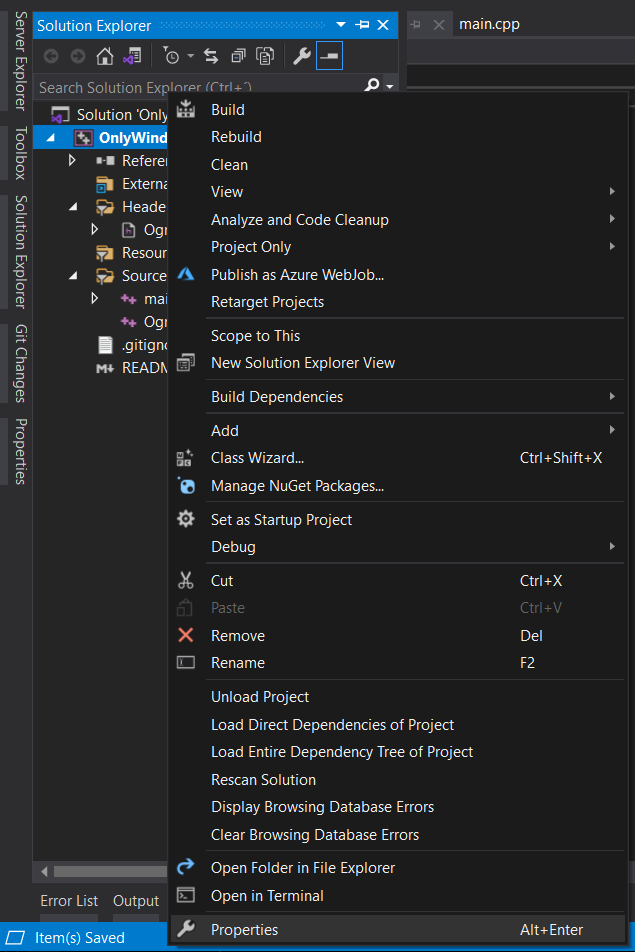 Server Explorer
Toolbox
Solution Explorer
Git Changes
Properties
Solution Explorer
main.cpp
Search Solution Explorer (Ctrl+
Solution 'Only
OnlyWind
Referen
Externa
Heade
Ogr
Resour
Source
mai
Ogr
.gitigno
READM
Build
Rebuild
Clean
View
Analyze and Code Cleanup
Project Only
Publish as Azure WebJob...
Retarget Projects
Scope to This
New Solution Explorer View
Build Dependencies
Add
Class Wizard... Ctrl+Shift+X
Manage NuGet Packages...
Set as Startup Project
Debug
Cut Ctrl+X
Paste Ctrl+V
Remove Del
Rename F2
Unload Project
Load Direct Dependencies of Project
Load Entire Dependency Tree of Project
Rescan Solution
Display Browsing Database Errors
Clear Browsing Database Errors
Open Folder in File Explorer
Open in Terminal
Properties Alt+Enter
Error List Output
Item(s) Saved